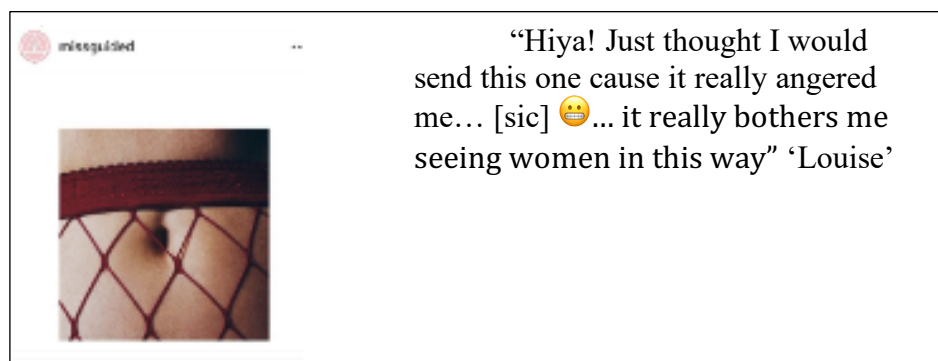 missguided
“Hiya! Just thought I would
send this one cause it really angered
me… [sic] 😬… it really bothers me
seeing women in this way” ‘Louise’